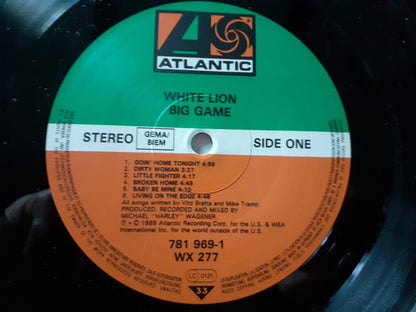 ATLANTIC
WHITE LION
BIG GAME
STEREO
GEMA/
BIEM
SIDE ONE
1. GOIN' HOME TONIGHT 4:59
2. DIRTY WOMAN 3:27
3. LITTLE FIGHTER 4:17
4. BROKEN HOME 4:48
5. BABY BE MINE 4:10
6. LIVING ON THE EDGE 4:48
All songs written by Vito Bratta and Mike Tramp.
PRODUCED, RECORDED AND MIXED BY
MICHAEL "HARLEY" WAGENER.
℗ + © 1989 Atlantic Recording Corp. for the U.S. & WEA
International Inc. for the world outside of the U.S.
781 969-1
WX 277
LC 0121
33